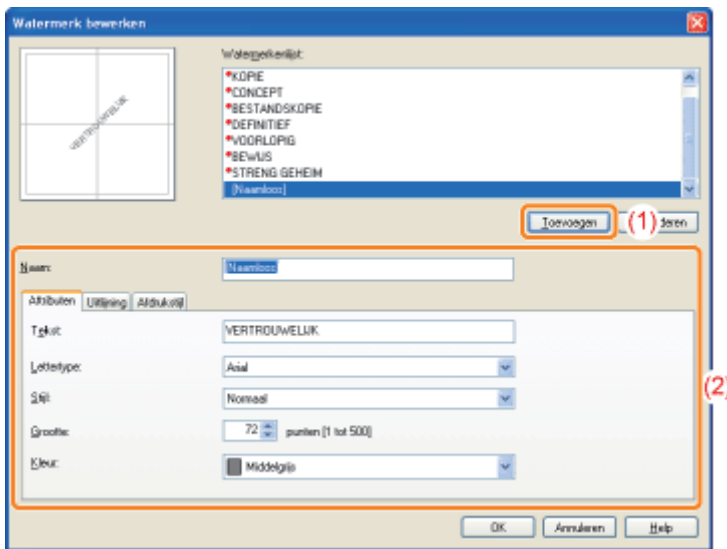 Watermerk bewerken
Watermerkenlijst:
VERTROUWELIJK
*KOPIE
*CONCEPT
*BESTANDSKOPIE
*DEFINITIEF
*VOORLOPIG
*BEWIJS
*STRENG GEHEIM
[Naamloos]
Toevoegen (1) deren
Naam: [Naamloos]
Attributen Uitlijning Afdrukstijl
Tekst: VERTROUWELIJK
Lettertype: Arial
Stijl: Normaal
(2)
Grootte: 72 punten [1 tot 500]
Kleur: Middelgrijs
OK Annuleren Help